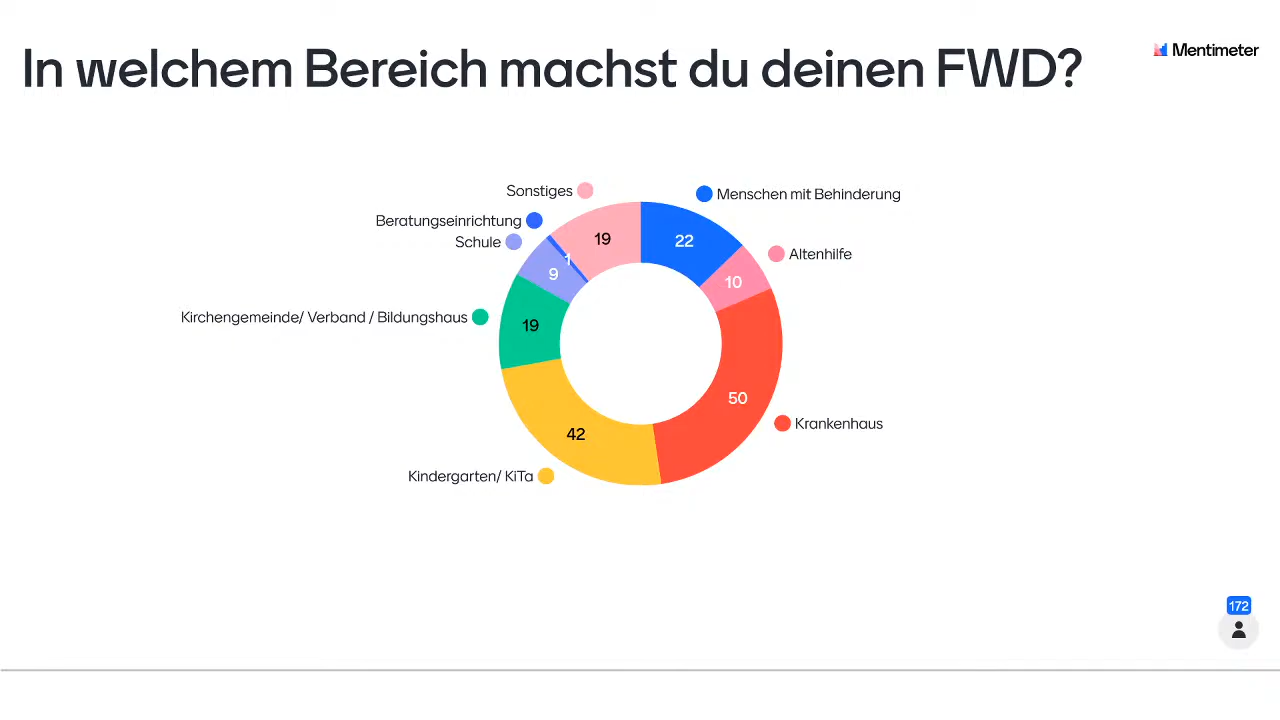 In welchem Bereich machst du deinen FWD?
Mentimeter
Sonstiges
Menschen mit Behinderung
Beratungseinrichtung
Schule
Altenhilfe
19
22
1
9
10
Kirchengemeinde/ Verband / Bildungshaus
19
50
Krankenhaus
42
Kindergarten/ KiTa
172